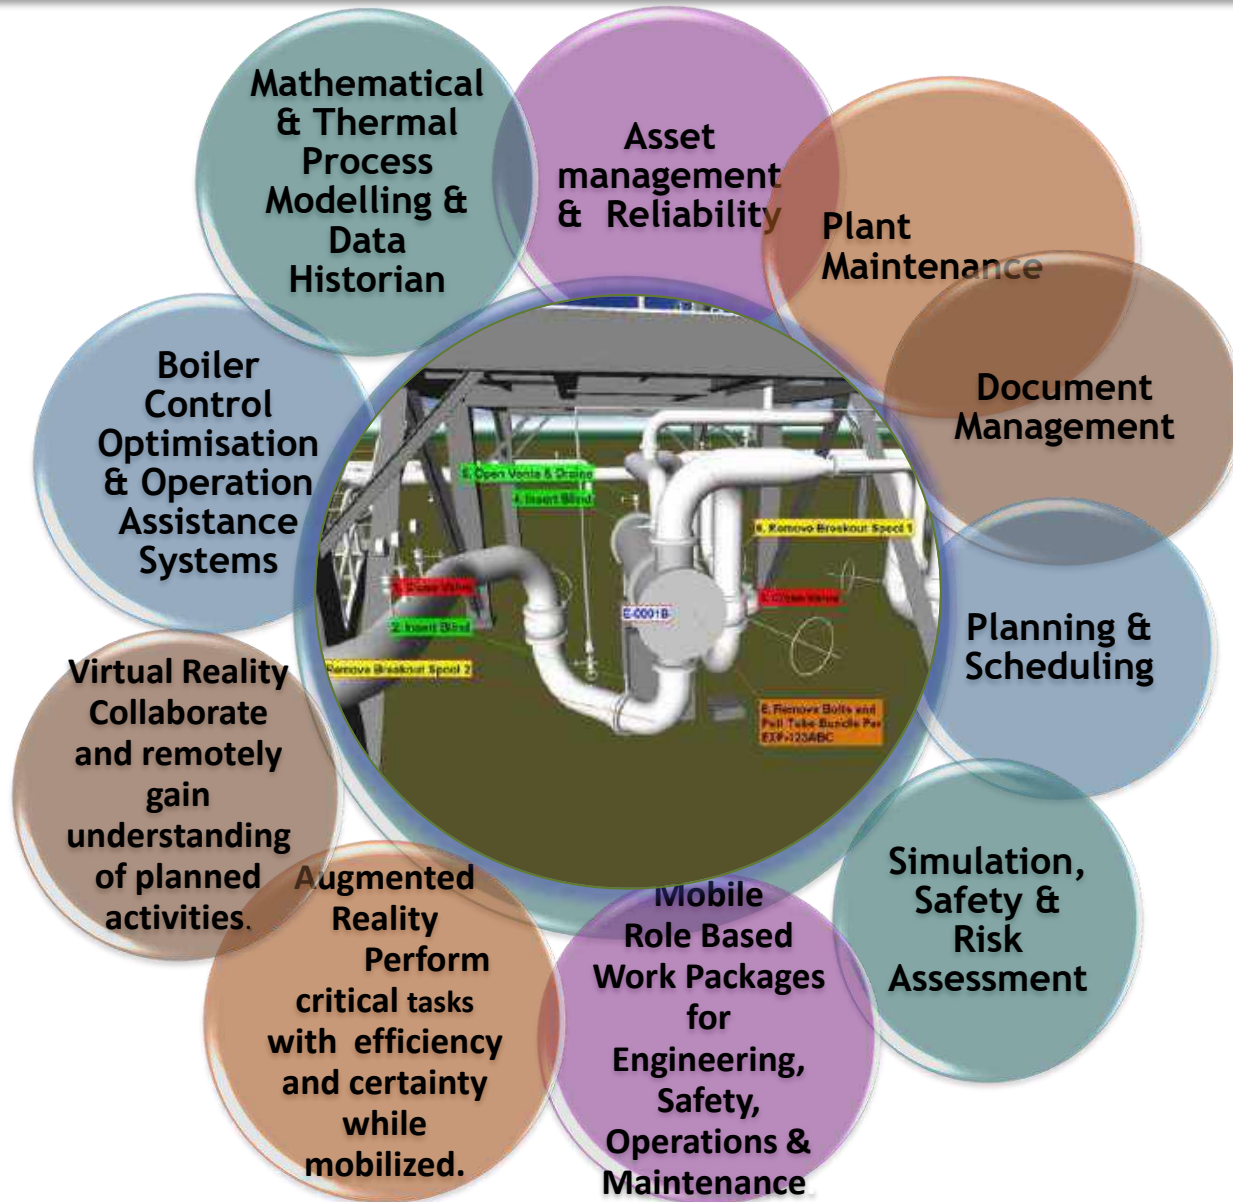 Mathematical
& Thermal
Process
Modelling &
Data
Historian
Asset
management
& Reliability
Plant
Maintenance
Document
Management
Planning &
Scheduling
Simulation,
Safety &
Risk
Assessment
Mobile
Role Based
Work Packages
for
Engineering,
Safety,
Operations &
Maintenance
Augmented
Reality
Perform
critical tasks
with efficiency
and certainty
while
mobilized.
Virtual Reality
Collaborate
and remotely
gain
understanding
of planned
activities.
Boiler
Control
Optimisation
& Operation
Assistance
Systems
5. Open Vents & Drains
4. Insert Blind
6. Remove Breakout Spool 1
1. Close Valve
Close Valve
2. Insert Blind
E-0001B
Remove Breakout Spool 2
8. Remove Bolts and
Pull Tube Bundle Per
EXP-123ABC